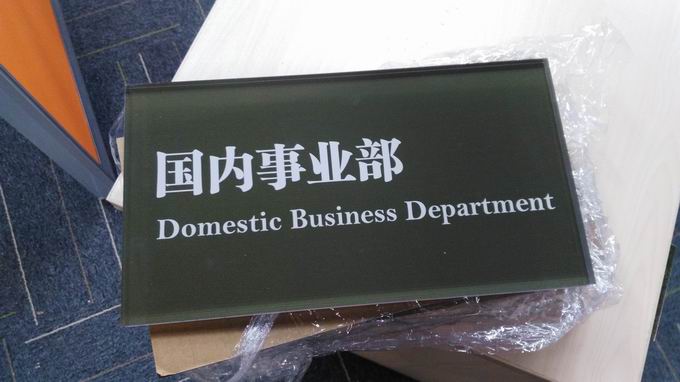 国内事业部
Domestic Business Department